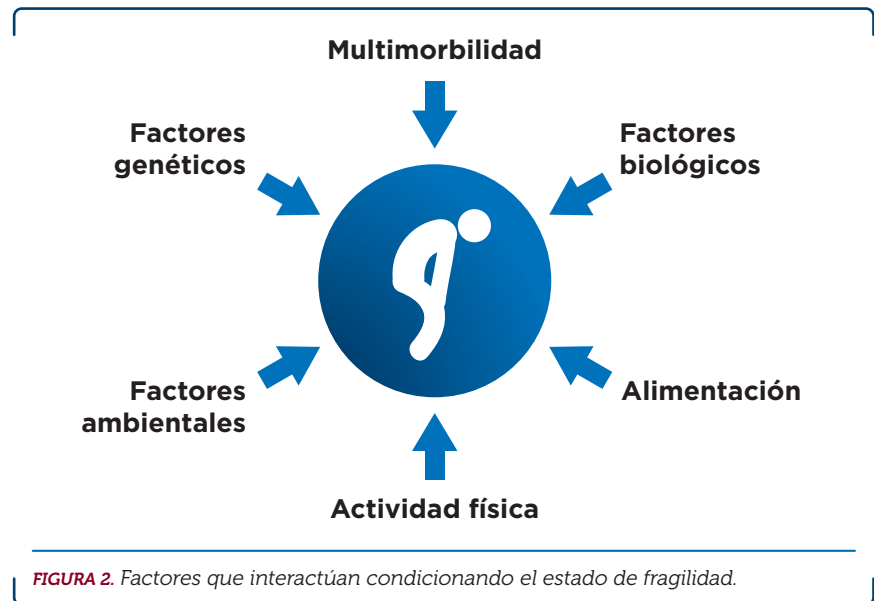 Multimorbilidad
Factores
genéticos
Factores
biológicos
Factores
ambientales
Alimentación
Actividad física
FIGURA 2. Factores que interactúan condicionando el estado de fragilidad.